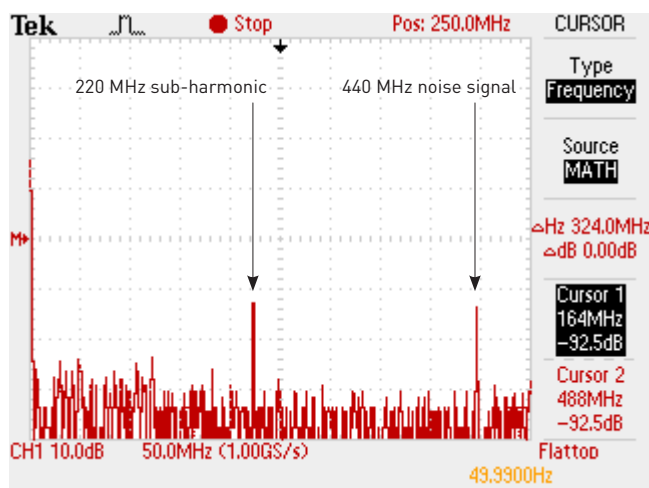 Tek
Stop
Pos: 250.0MHz
CURSOR
220 MHz sub-harmonic
440 MHz noise signal
Type
Frequency
Source
MATH
M
△Hz 324.0MHz
△dB 0.00dB
Cursor 1
164MHz
-92.5dB
Cursor 2
488MHz
-92.5dB
CH1 10.0dB
50.0MHz (1.00GS/s)
Flattop
49.9900Hz